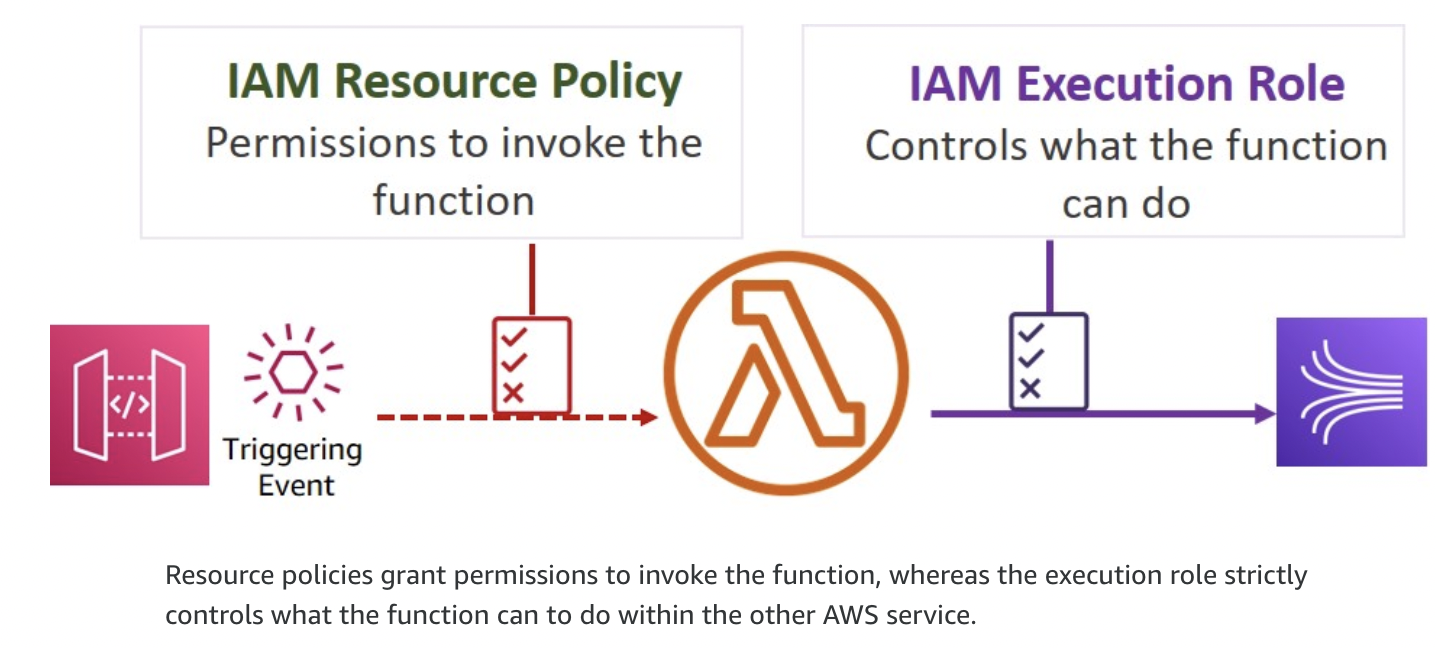 IAM Resource Policy
Permissions to invoke the
function
IAM Execution Role
Controls what the function
can do
</>
Triggering
Event
Resource policies grant permissions to invoke the function, whereas the execution role strictly
controls what the function can to do within the other AWS service.